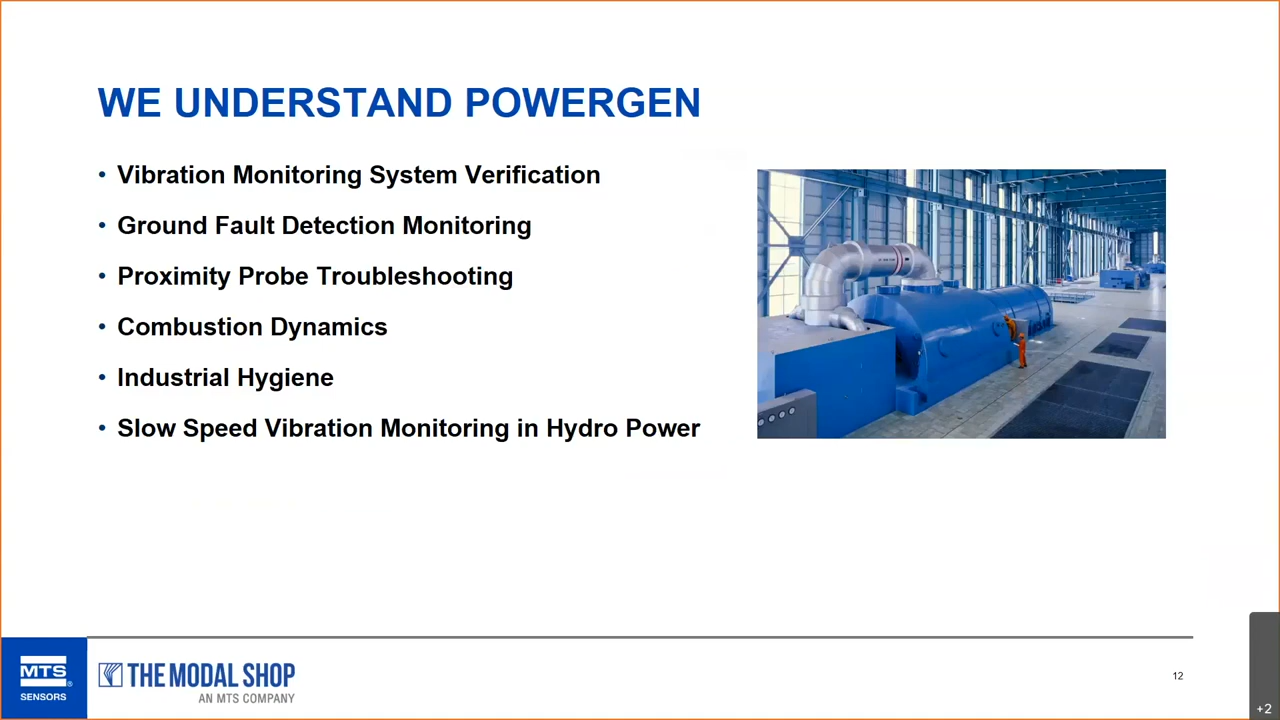 WE UNDERSTAND POWERGEN
• Vibration Monitoring System Verification
• Ground Fault Detection Monitoring
• Proximity Probe Troubleshooting
• Combustion Dynamics
• Industrial Hygiene
• Slow Speed Vibration Monitoring in Hydro Power
MTS®
SENSORS
THE MODAL SHOP
AN MTS COMPANY
12
+2